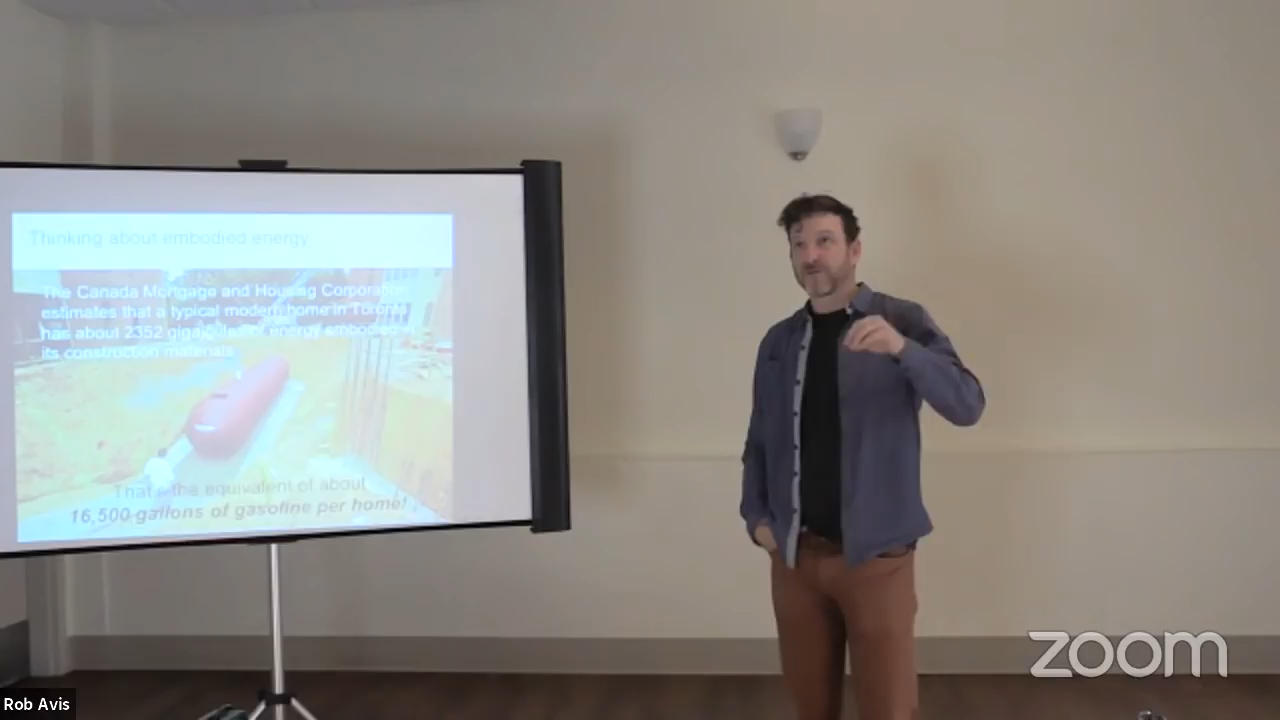 Thinking about embodied energy
The Canada Mortgage and Housing Corporation
estimates that a typical modern home in Toronto
has about 2352 gigajoules of energy embodied in
its construction materials
That's the equivalent of about
16,500 gallons of gasoline per home!
zoom
Rob Avis